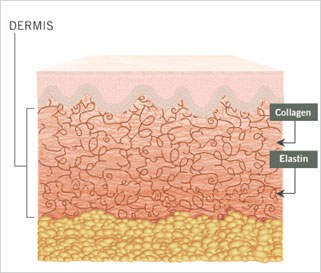 DERMIS
Collagen
Elastin